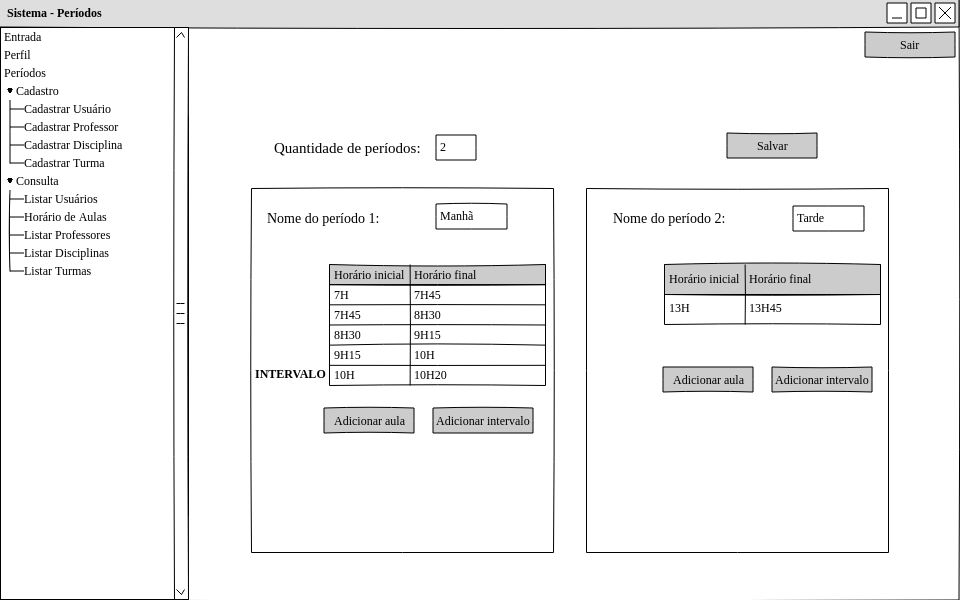 Sistema - Períodos
Entrada
Perfil
Períodos
Cadastro
Cadastrar Usuário
Cadastrar Professor
Cadastrar Disciplina
Cadastrar Turma
Consulta
Listar Usuários
Horário de Aulas
Listar Professores
Listar Disciplinas
Listar Turmas
Sair
Quantidade de períodos: 2
Salvar
Nome do período 1: Manhã
Horário inicial Horário final
7H 7H45
7H45 8H30
8H30 9H15
9H15 10H
INTERVALO 10H 10H20
Adicionar aula Adicionar intervalo
Nome do período 2: Tarde
Horário inicial Horário final
13H 13H45
Adicionar aula Adicionar intervalo